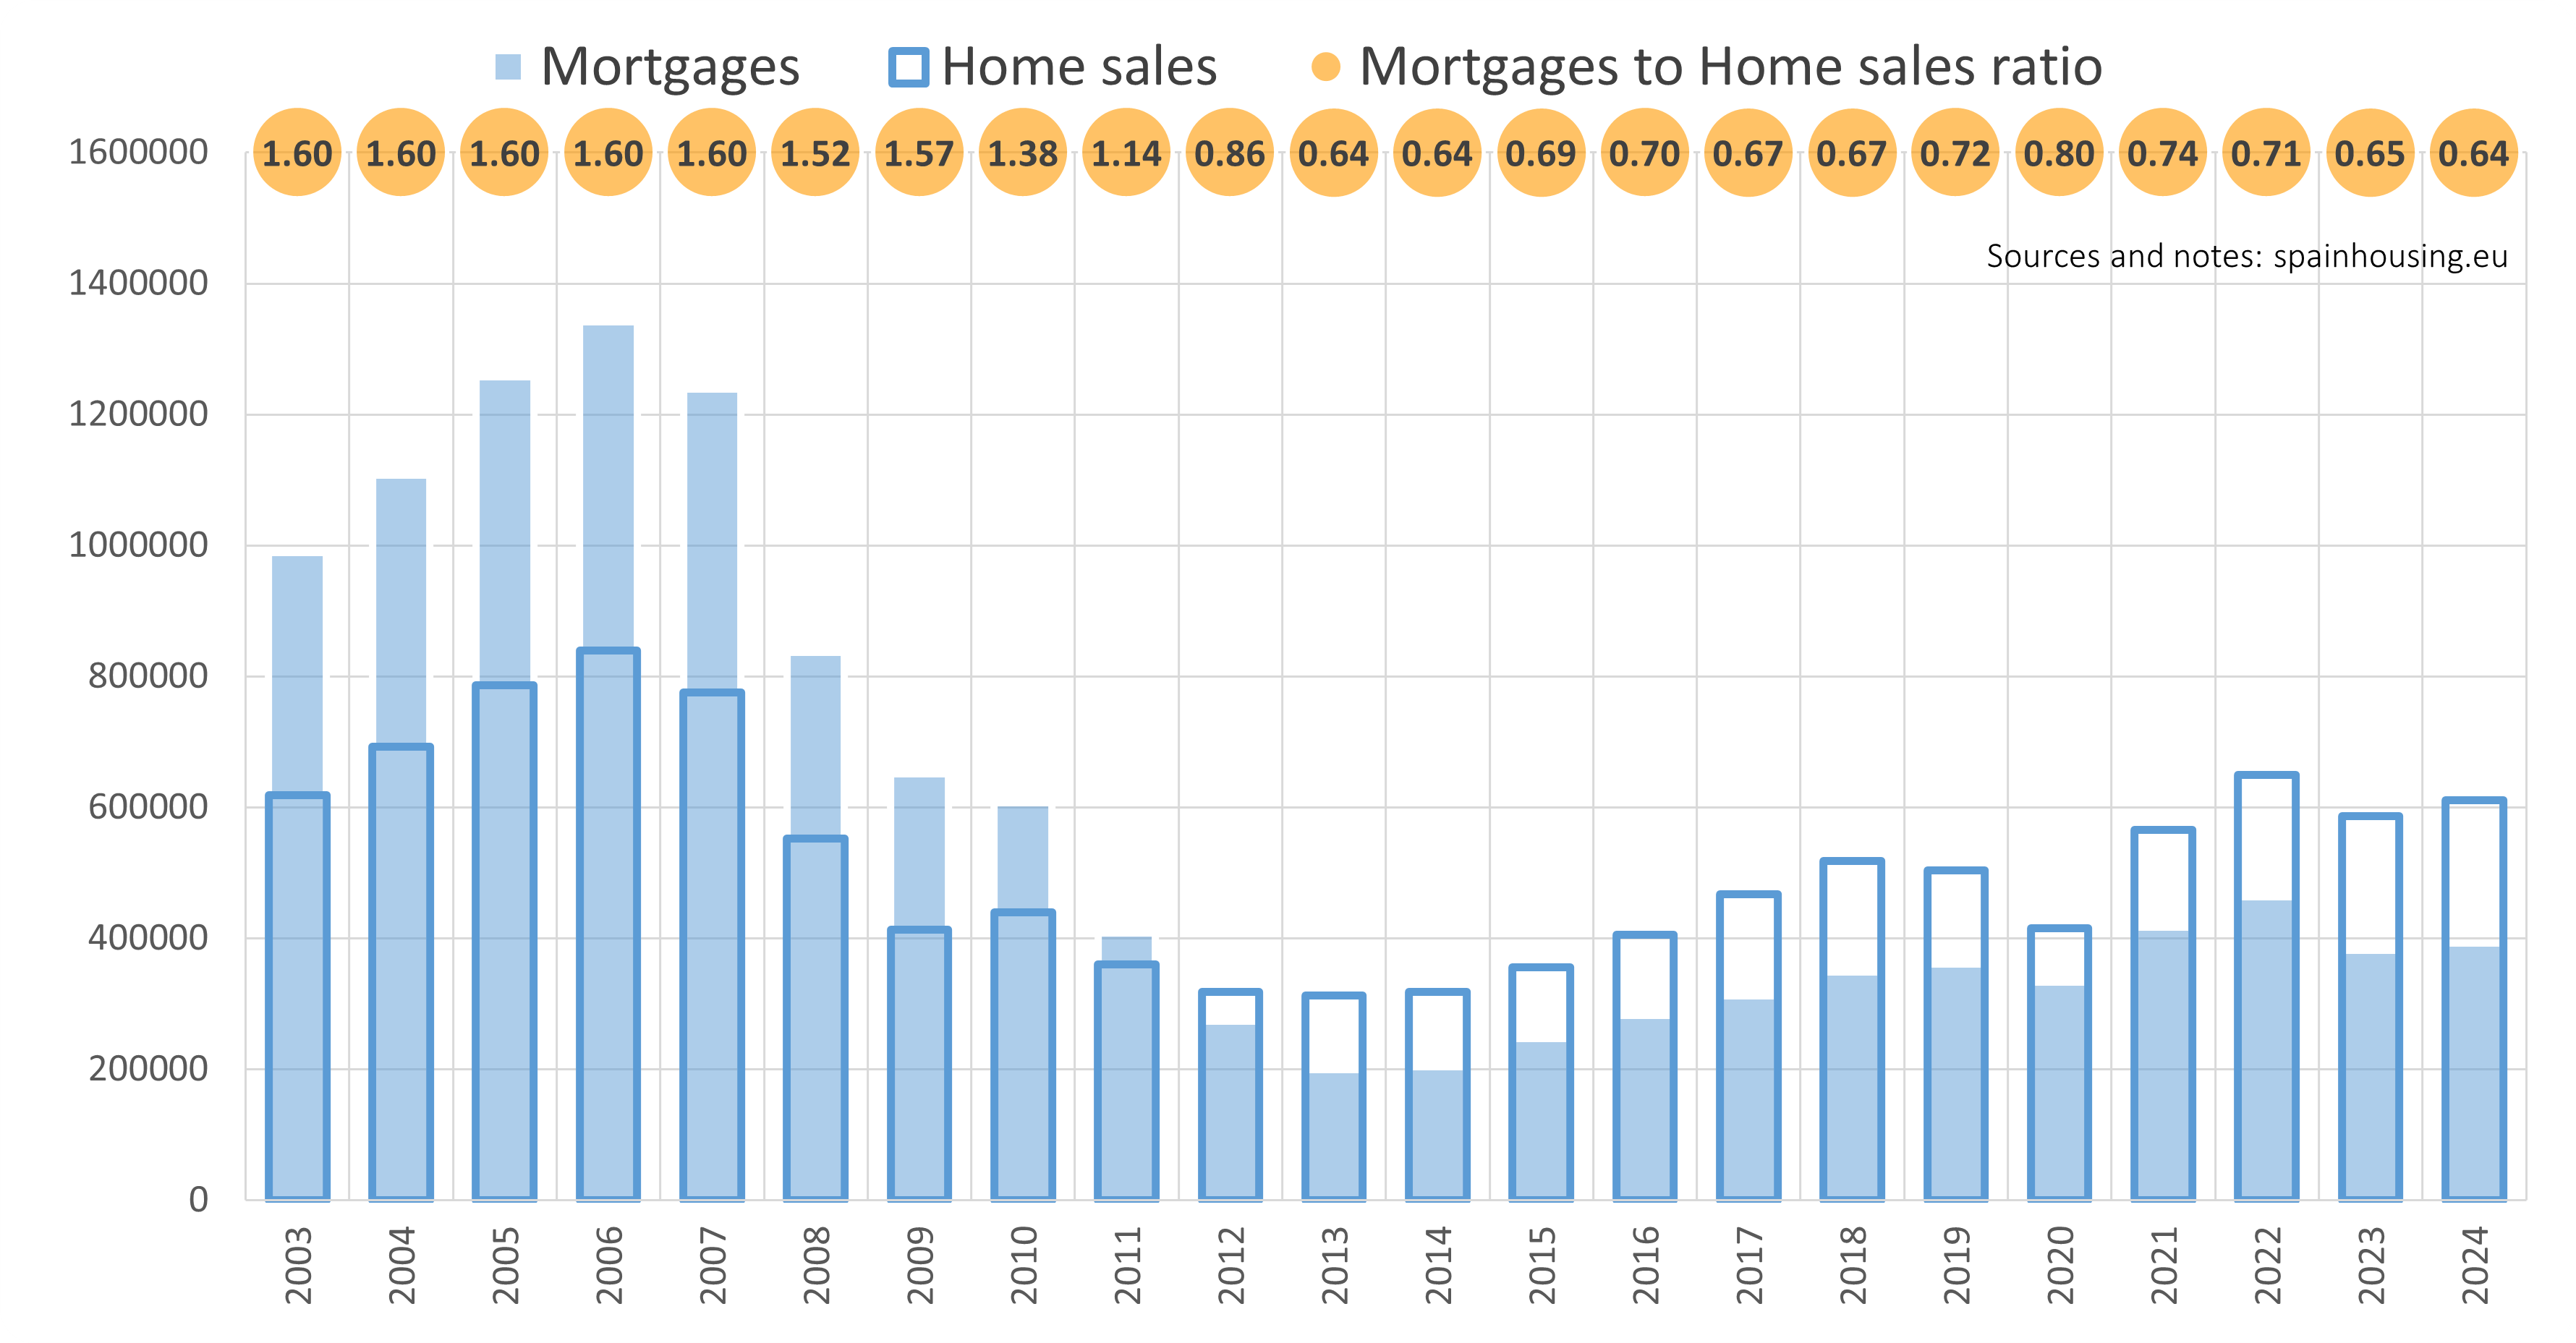 Mortgages Home sales Mortgages to Home sales ratio
1.60 1.60 1.60 1.60 1.60 1.52 1.57 1.38 1.14 0.86 0.64 0.64 0.69 0.70 0.67 0.67 0.72 0.80 0.74 0.71 0.65 0.64
1600000
Sources and notes: spainhousing.eu
1400000
1200000
1000000
800000
600000
400000
200000
0
2003 2004 2005 2006 2007 2008 2009 2010 2011 2012 2013 2014 2015 2016 2017 2018 2019 2020 2021 2022 2023 2024